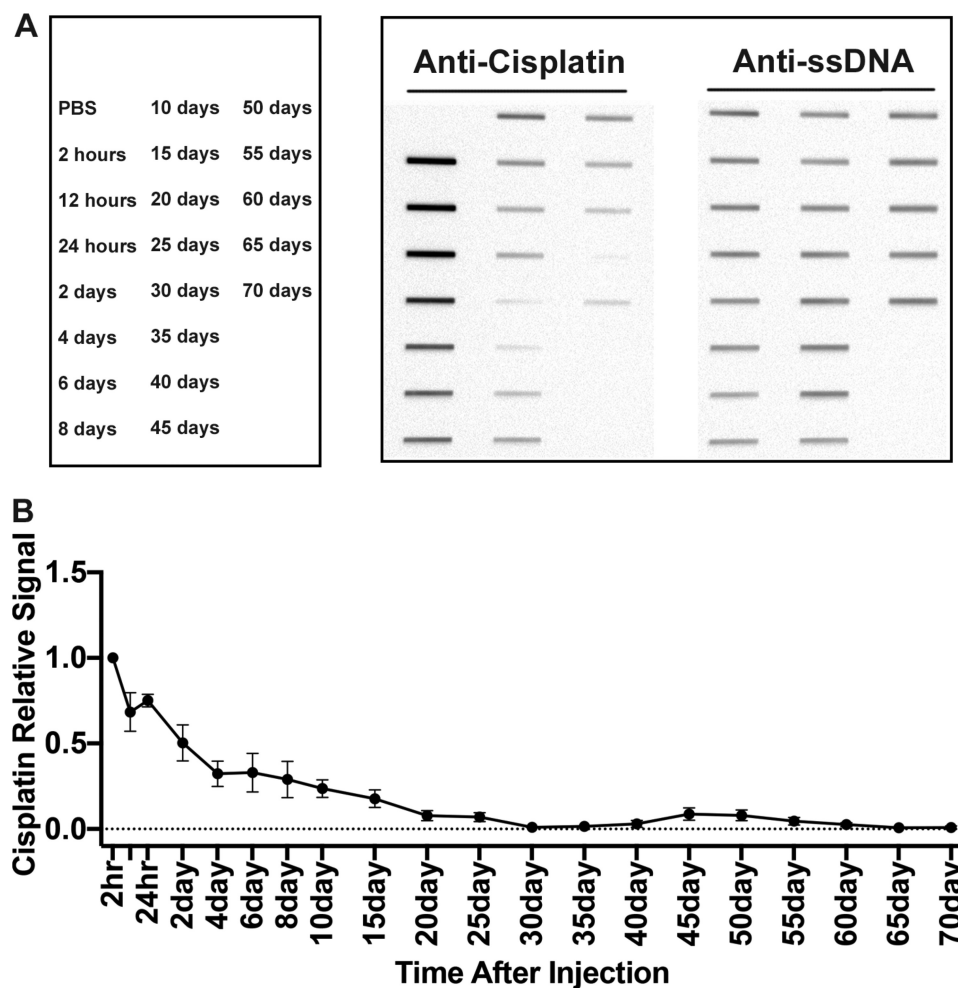 A
PBS 10 days 50 days
2 hours 15 days 55 days
12 hours 20 days 60 days
24 hours 25 days 65 days
2 days 30 days 70 days
4 days 35 days
6 days 40 days
8 days 45 days
Anti-Cisplatin Anti-ssDNA
B
Cisplatin Relative Signal
1.5
1.0
0.5
0.0
2hr 24hr 2day 4day 6day 8day 10day 15day 20day 25day 30day 35day 40day 45day 50day 55day 60day 65day 70day
Time After Injection